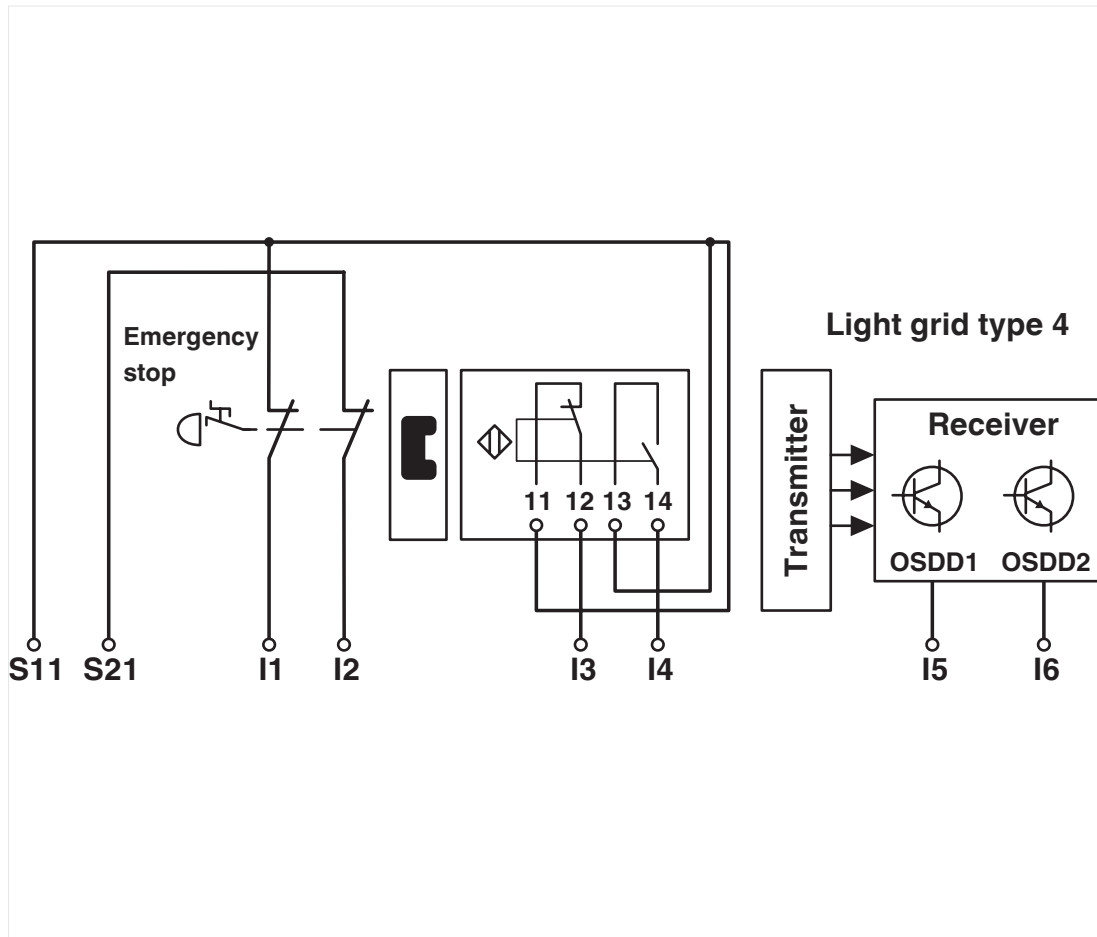 Emergency
stop
Light grid type 4
Transmitter
Receiver
11 12 13 14
OSDD1 OSDD2
S11 S21 I1 I2 I3 I4 I5 I6